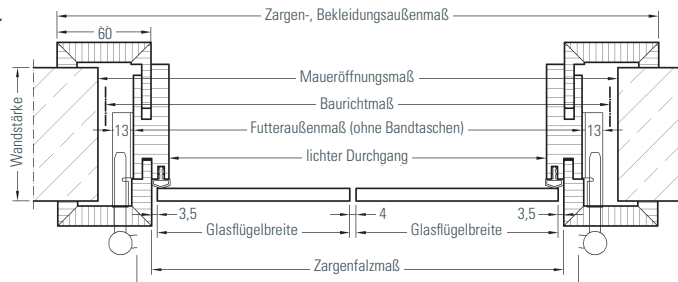 Zargen-, Bekleidungsaußenmaß
60
Maueröffnungsmaß
Baurichtmaß
13 Futteraußenmaß (ohne Bandtaschen) 13
Wandstärke
lichter Durchgang
3,5 4 3,5
Glasflügelbreite Glasflügelbreite
Zargenfalzmaß